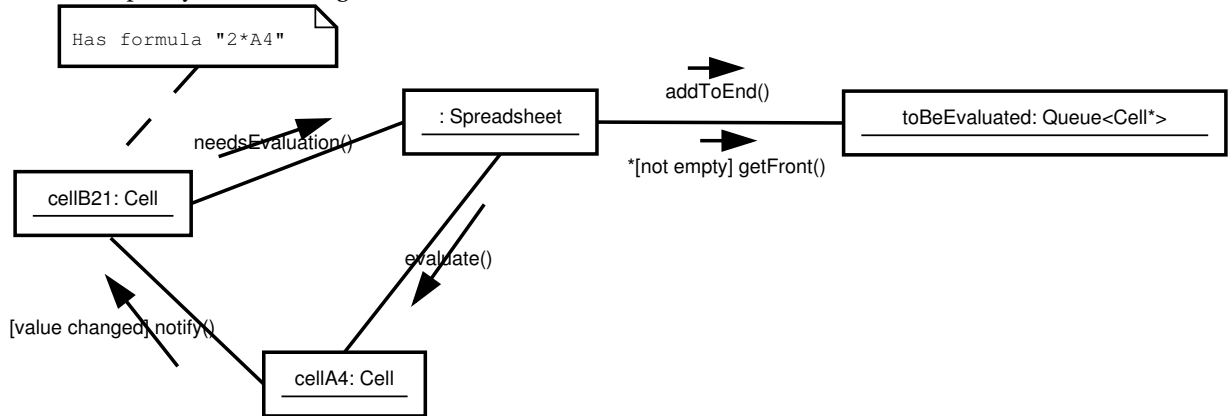 Has formula "2*A4"
addToEnd()
: Spreadsheet
toBeEvaluated: Queue<Cell*>
needsEvaluation()
*[not empty] getFront()
cellB21: Cell
evaluate()
[value changed] notify()
cellA4: Cell